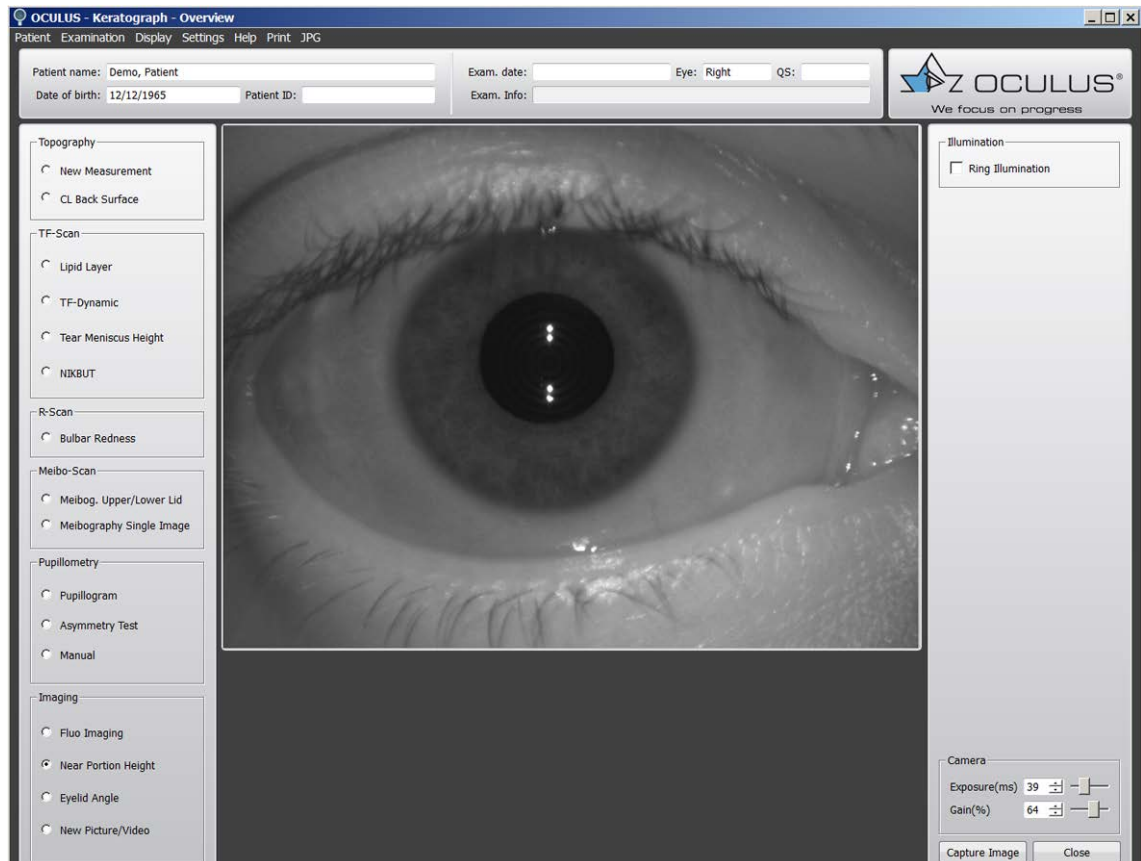 OCULUS - Keratograph - Overview
Patient Examination Display Settings Help Print JPG
Patient name: Demo, Patient
Date of birth: 12/12/1965 Patient ID:
Exam. date: Eye: Right QS:
Exam. Info:
OCULUS®
We focus on progress
Topography
New Measurement
CL Back Surface
TF-Scan
Lipid Layer
TF-Dynamic
Tear Meniscus Height
NIKBUT
R-Scan
Bulbar Redness
Meibo-Scan
Meibog. Upper/Lower Lid
Meibography Single Image
Pupillometry
Pupillogram
Asymmetry Test
Manual
Imaging
Fluo Imaging
Near Portion Height
Eyelid Angle
New Picture/Video
Illumination
Ring Illumination
Camera
Exposure(ms) 39
Gain(%) 64
Capture Image Close